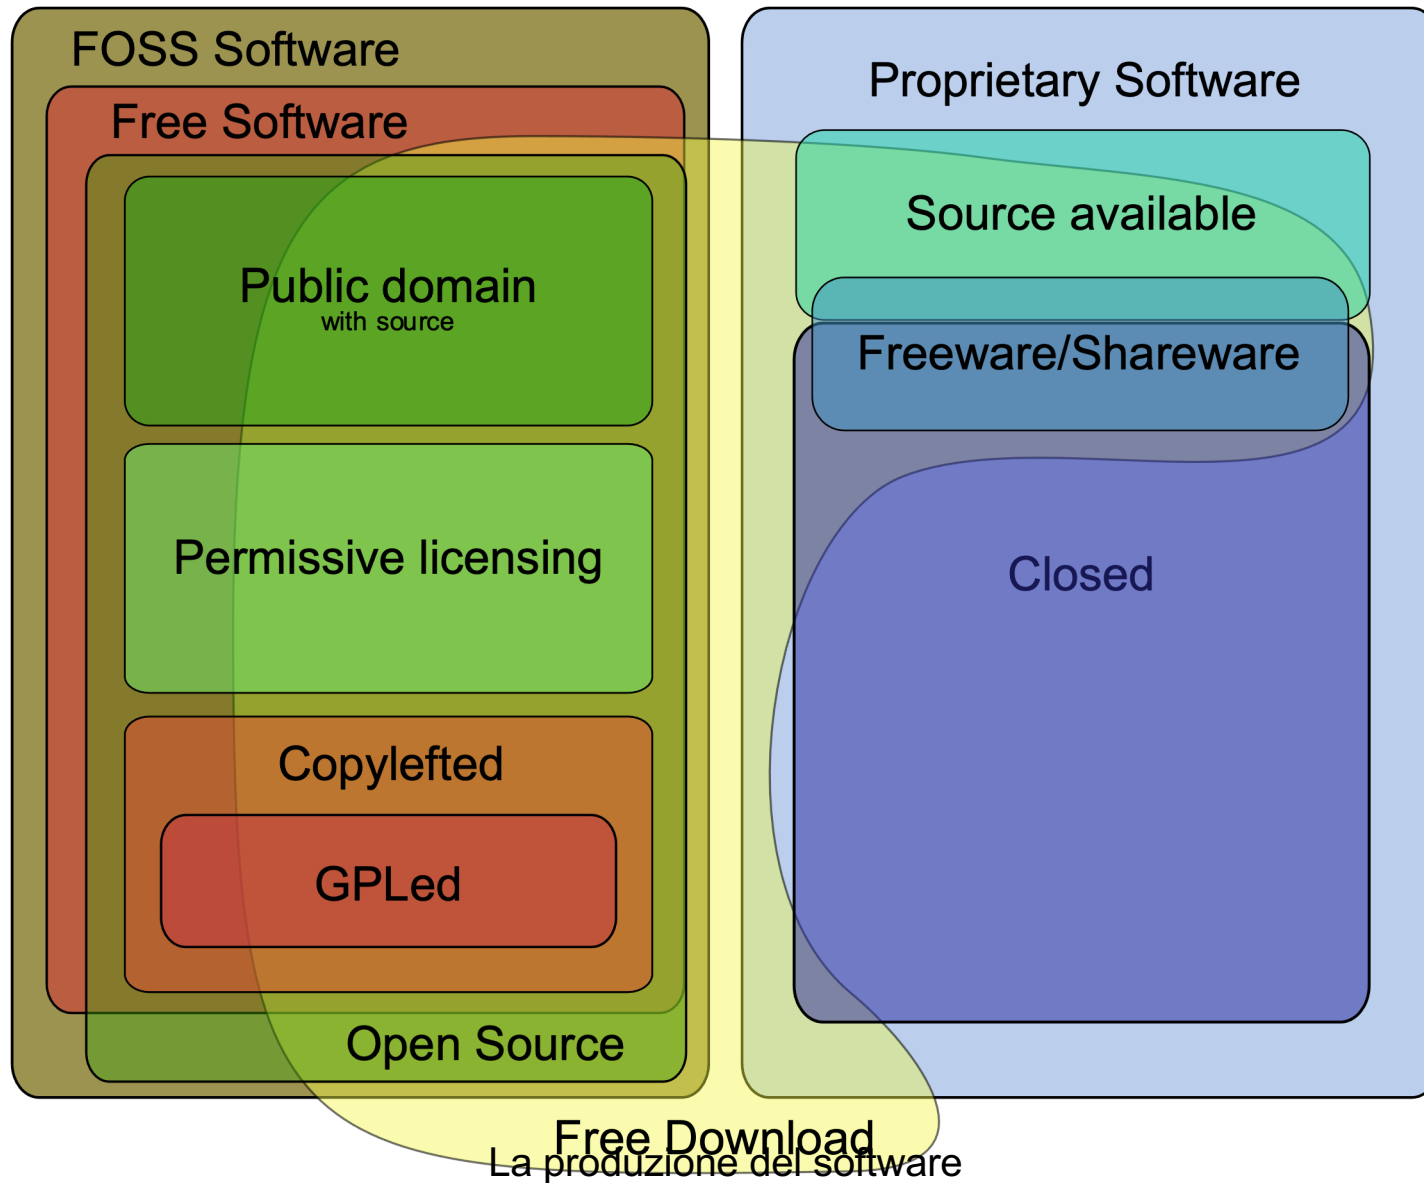 FOSS Software
Free Software
Public domain
with source
Permissive licensing
Copylefted
GPLed
Open Source
Proprietary Software
Source available
Freeware/Shareware
Closed
Free Download
La produzione del software